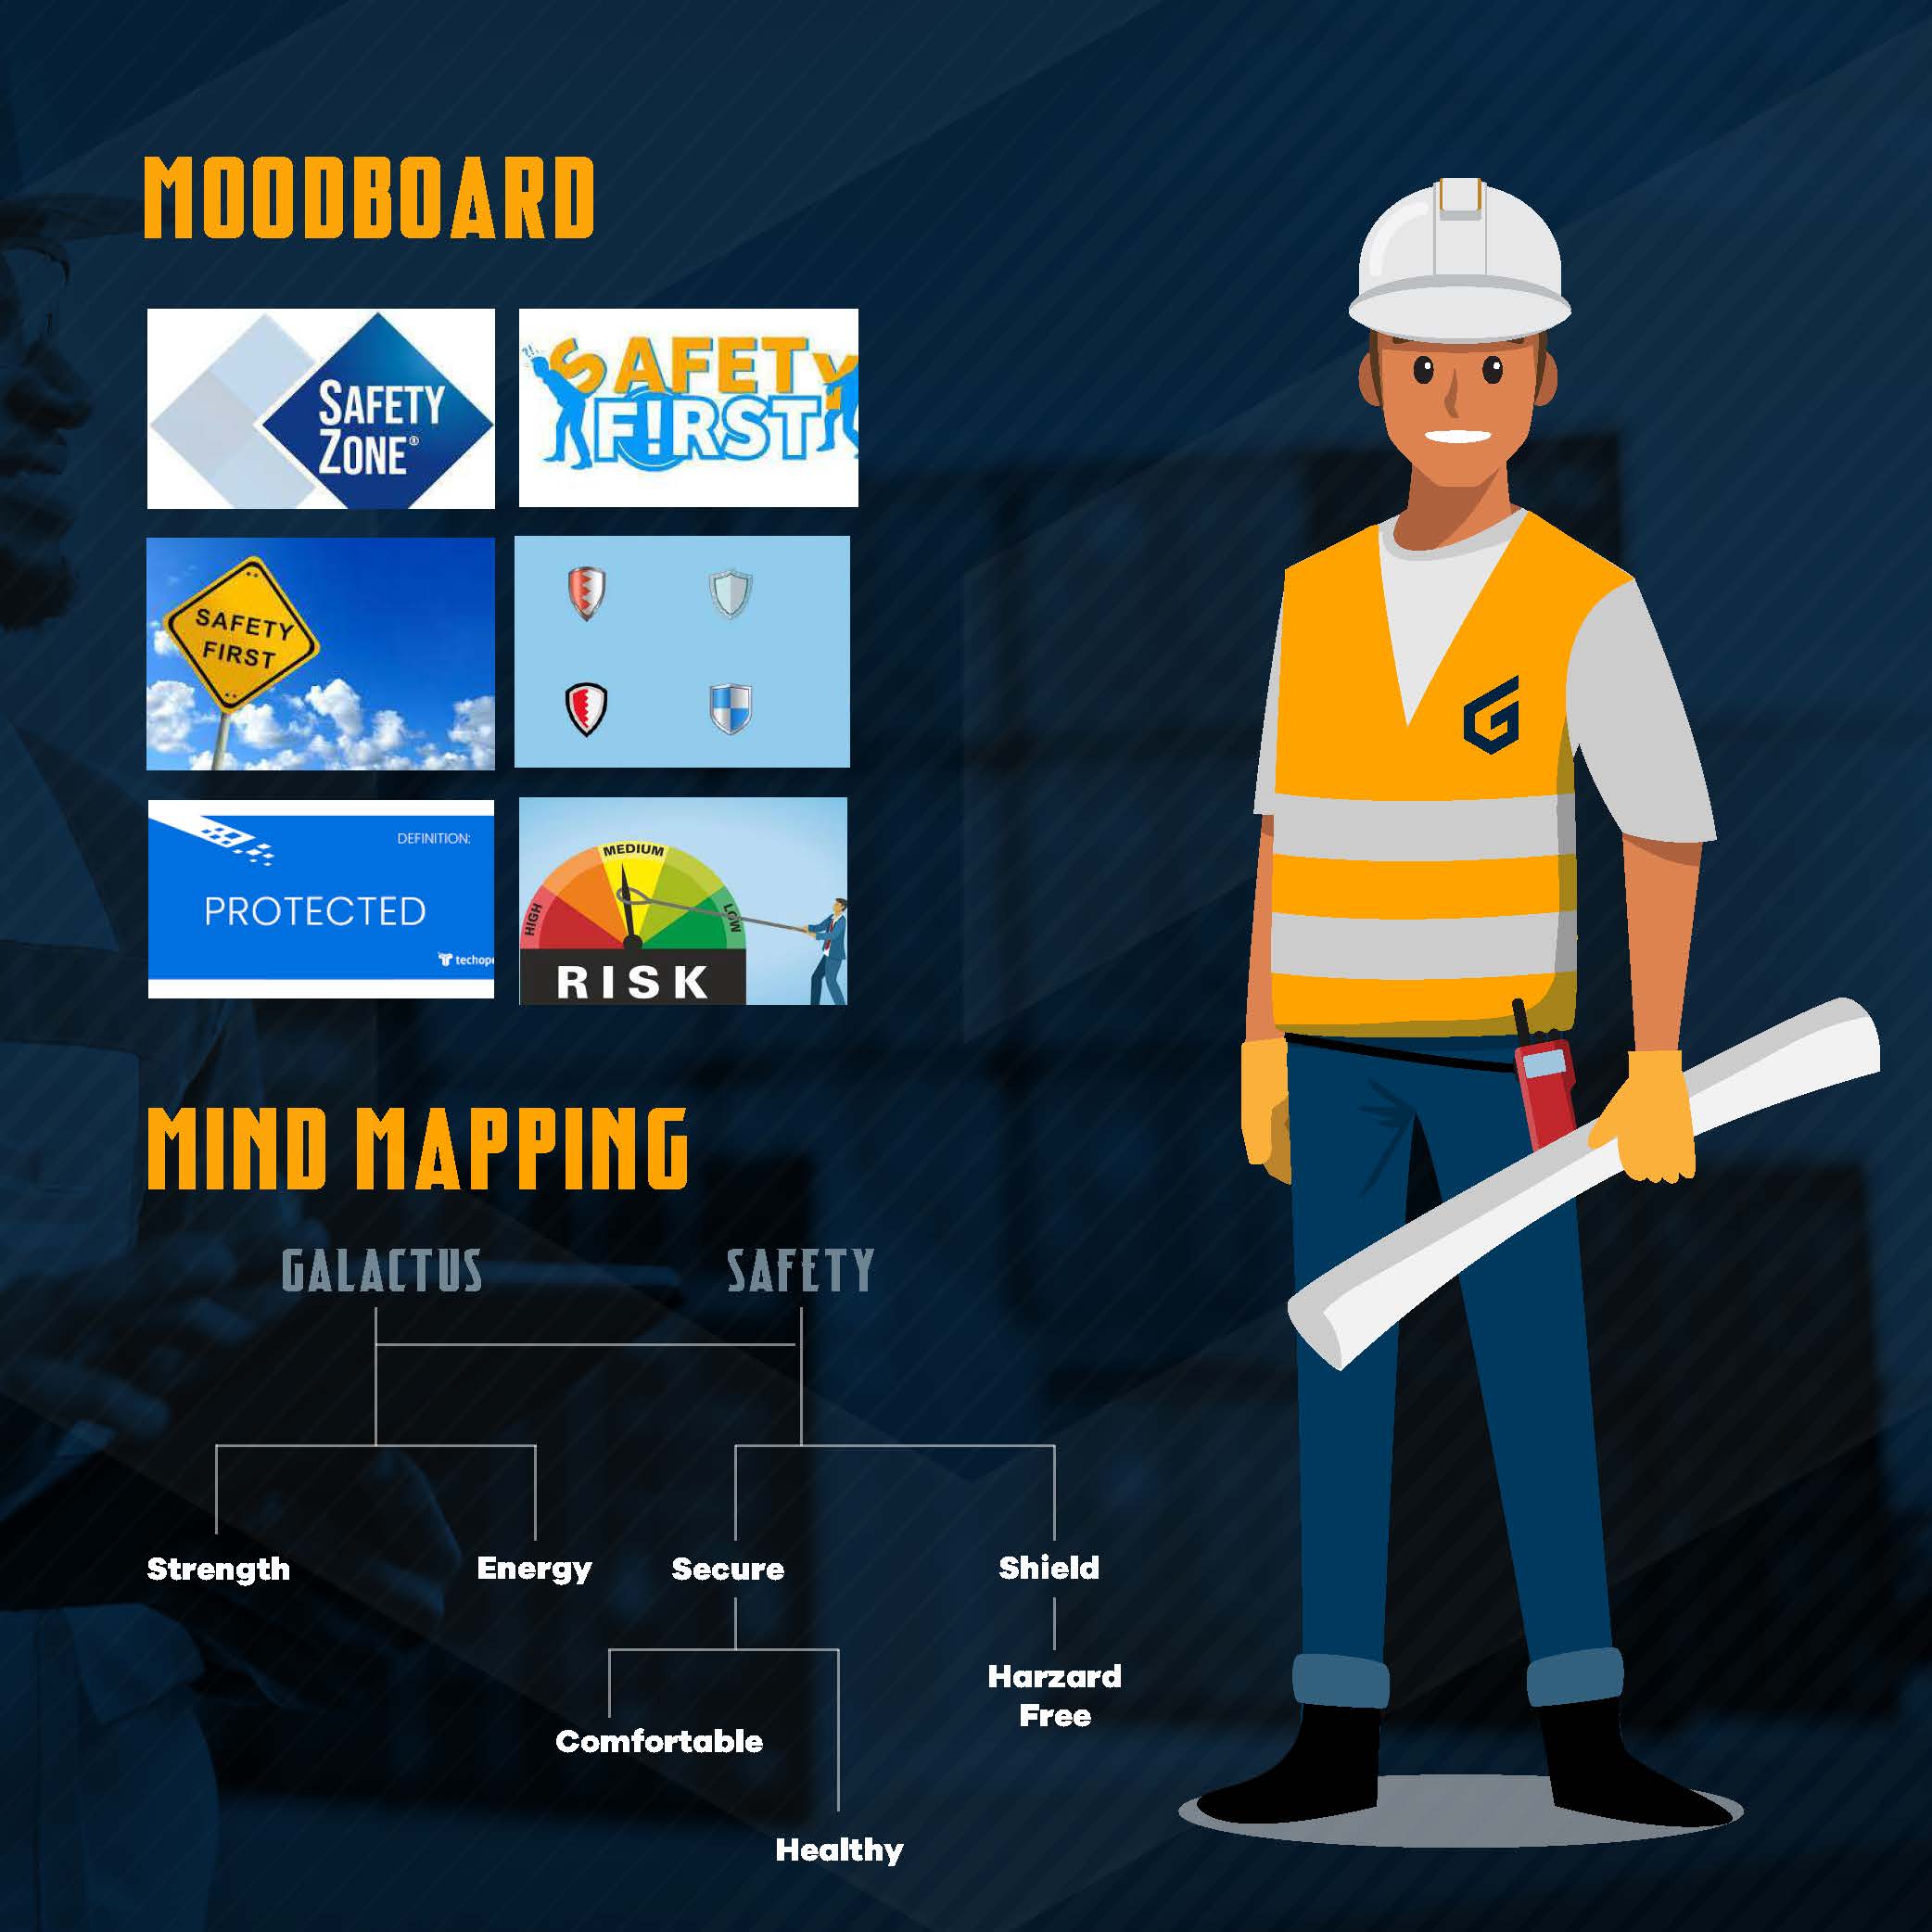 MOODBOARD
SAFETY
ZONE®
SAFETY
F!RST
SAFETY
FIRST
DEFINITION:
PROTECTED
techope
HIGH
MEDIUM
LOW
RISK
G
MIND MAPPING
GALACTUS
SAFETY
Strength
Energy
Secure
Shield
Harzard
Free
Comfortable
Healthy